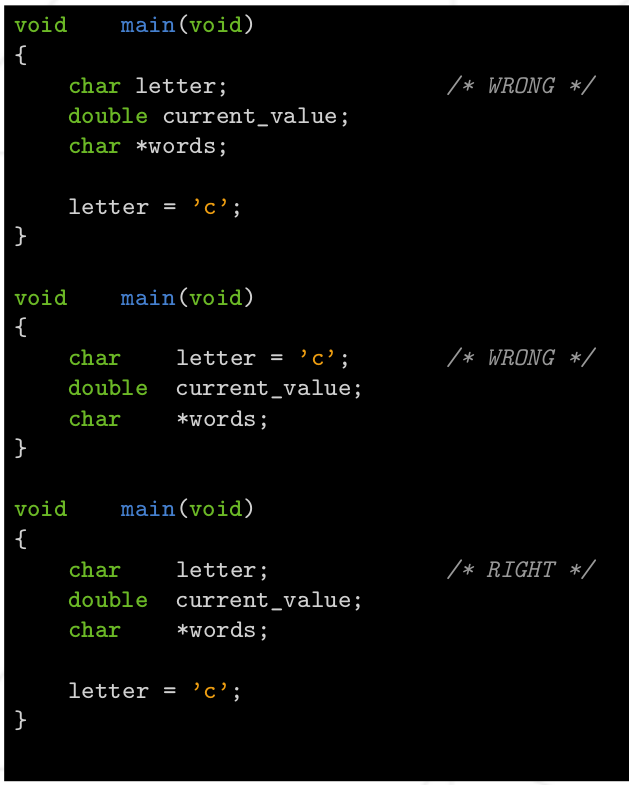 void    main(void)
{
    char letter;                /* WRONG */
    double current_value;
    char *words;

    letter = ’c’;
}

void    main(void)
{
    char    letter = ’c’;       /* WRONG */
    double  current_value;
    char    *words;
}

void    main(void)
{
    char    letter;             /* RIGHT */
    double  current_value;
    char    *words;

    letter = ’c’;
}